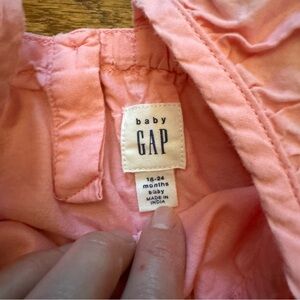 baby
GAP
18-24
months
baby
MADE IN
INDIA